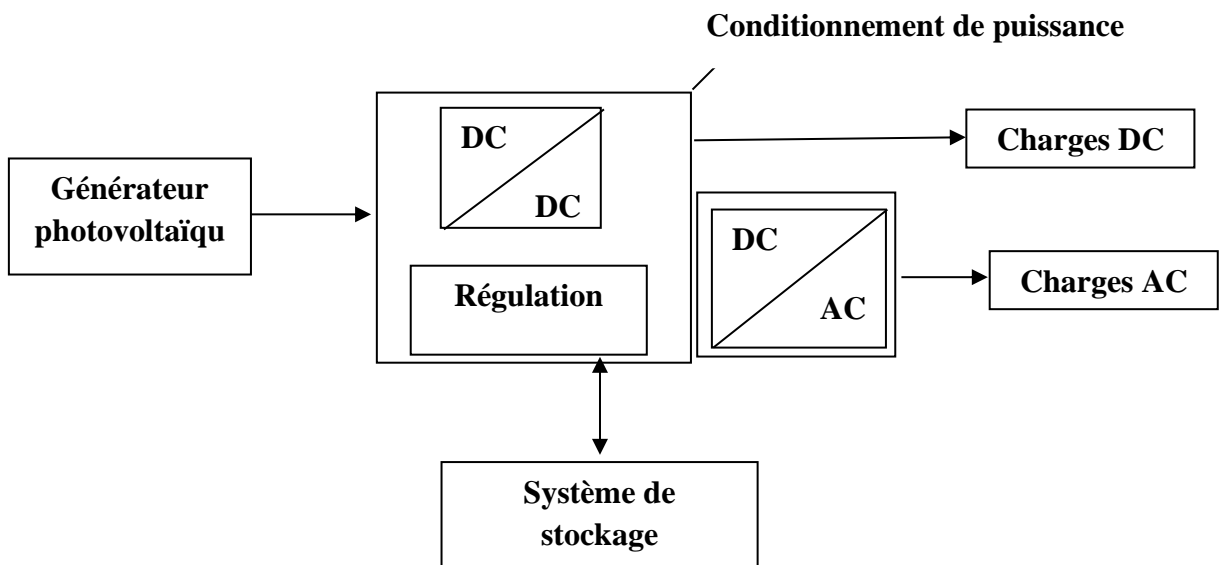 Conditionnement de puissance
DC
DC
Charges DC
Générateur
photovoltaïqu
DC
AC
Régulation
Charges AC
Système de
stockage